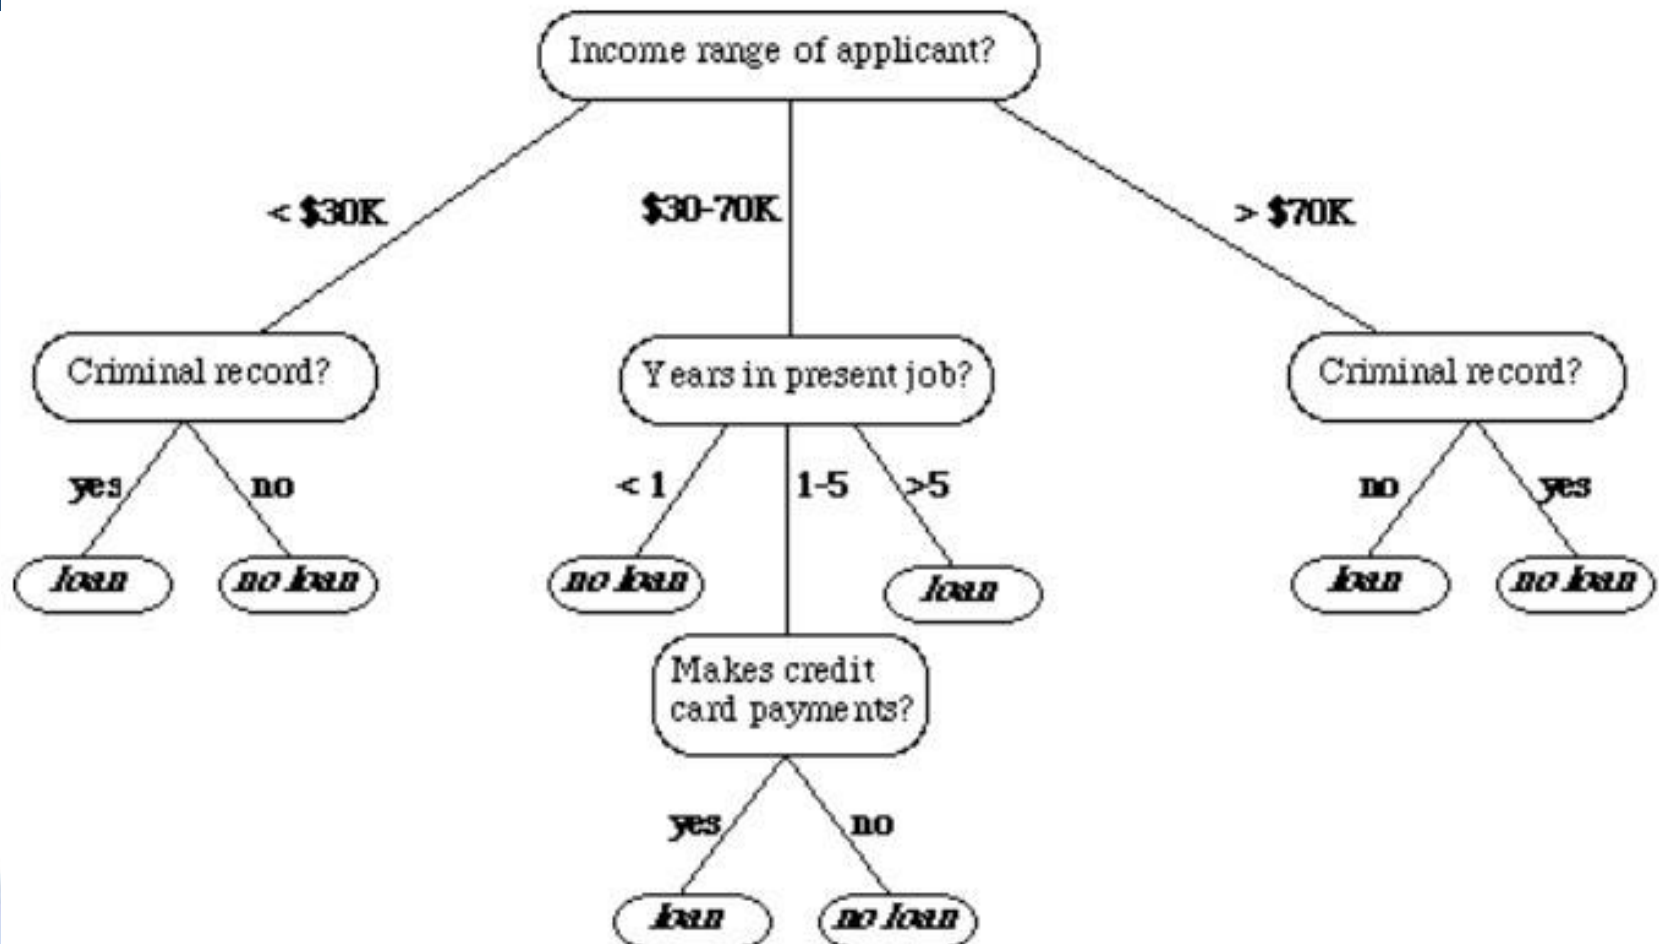 Income range of applicant?
< $30K
$30-70K
> $70K
Criminal record?
Years in present job?
Criminal record?
yes
no
< 1
1-5
>5
no
yes
loan
no loan
no loan
loan
loan
no loan
Makes credit
card payments?
yes
no
loan
no loan